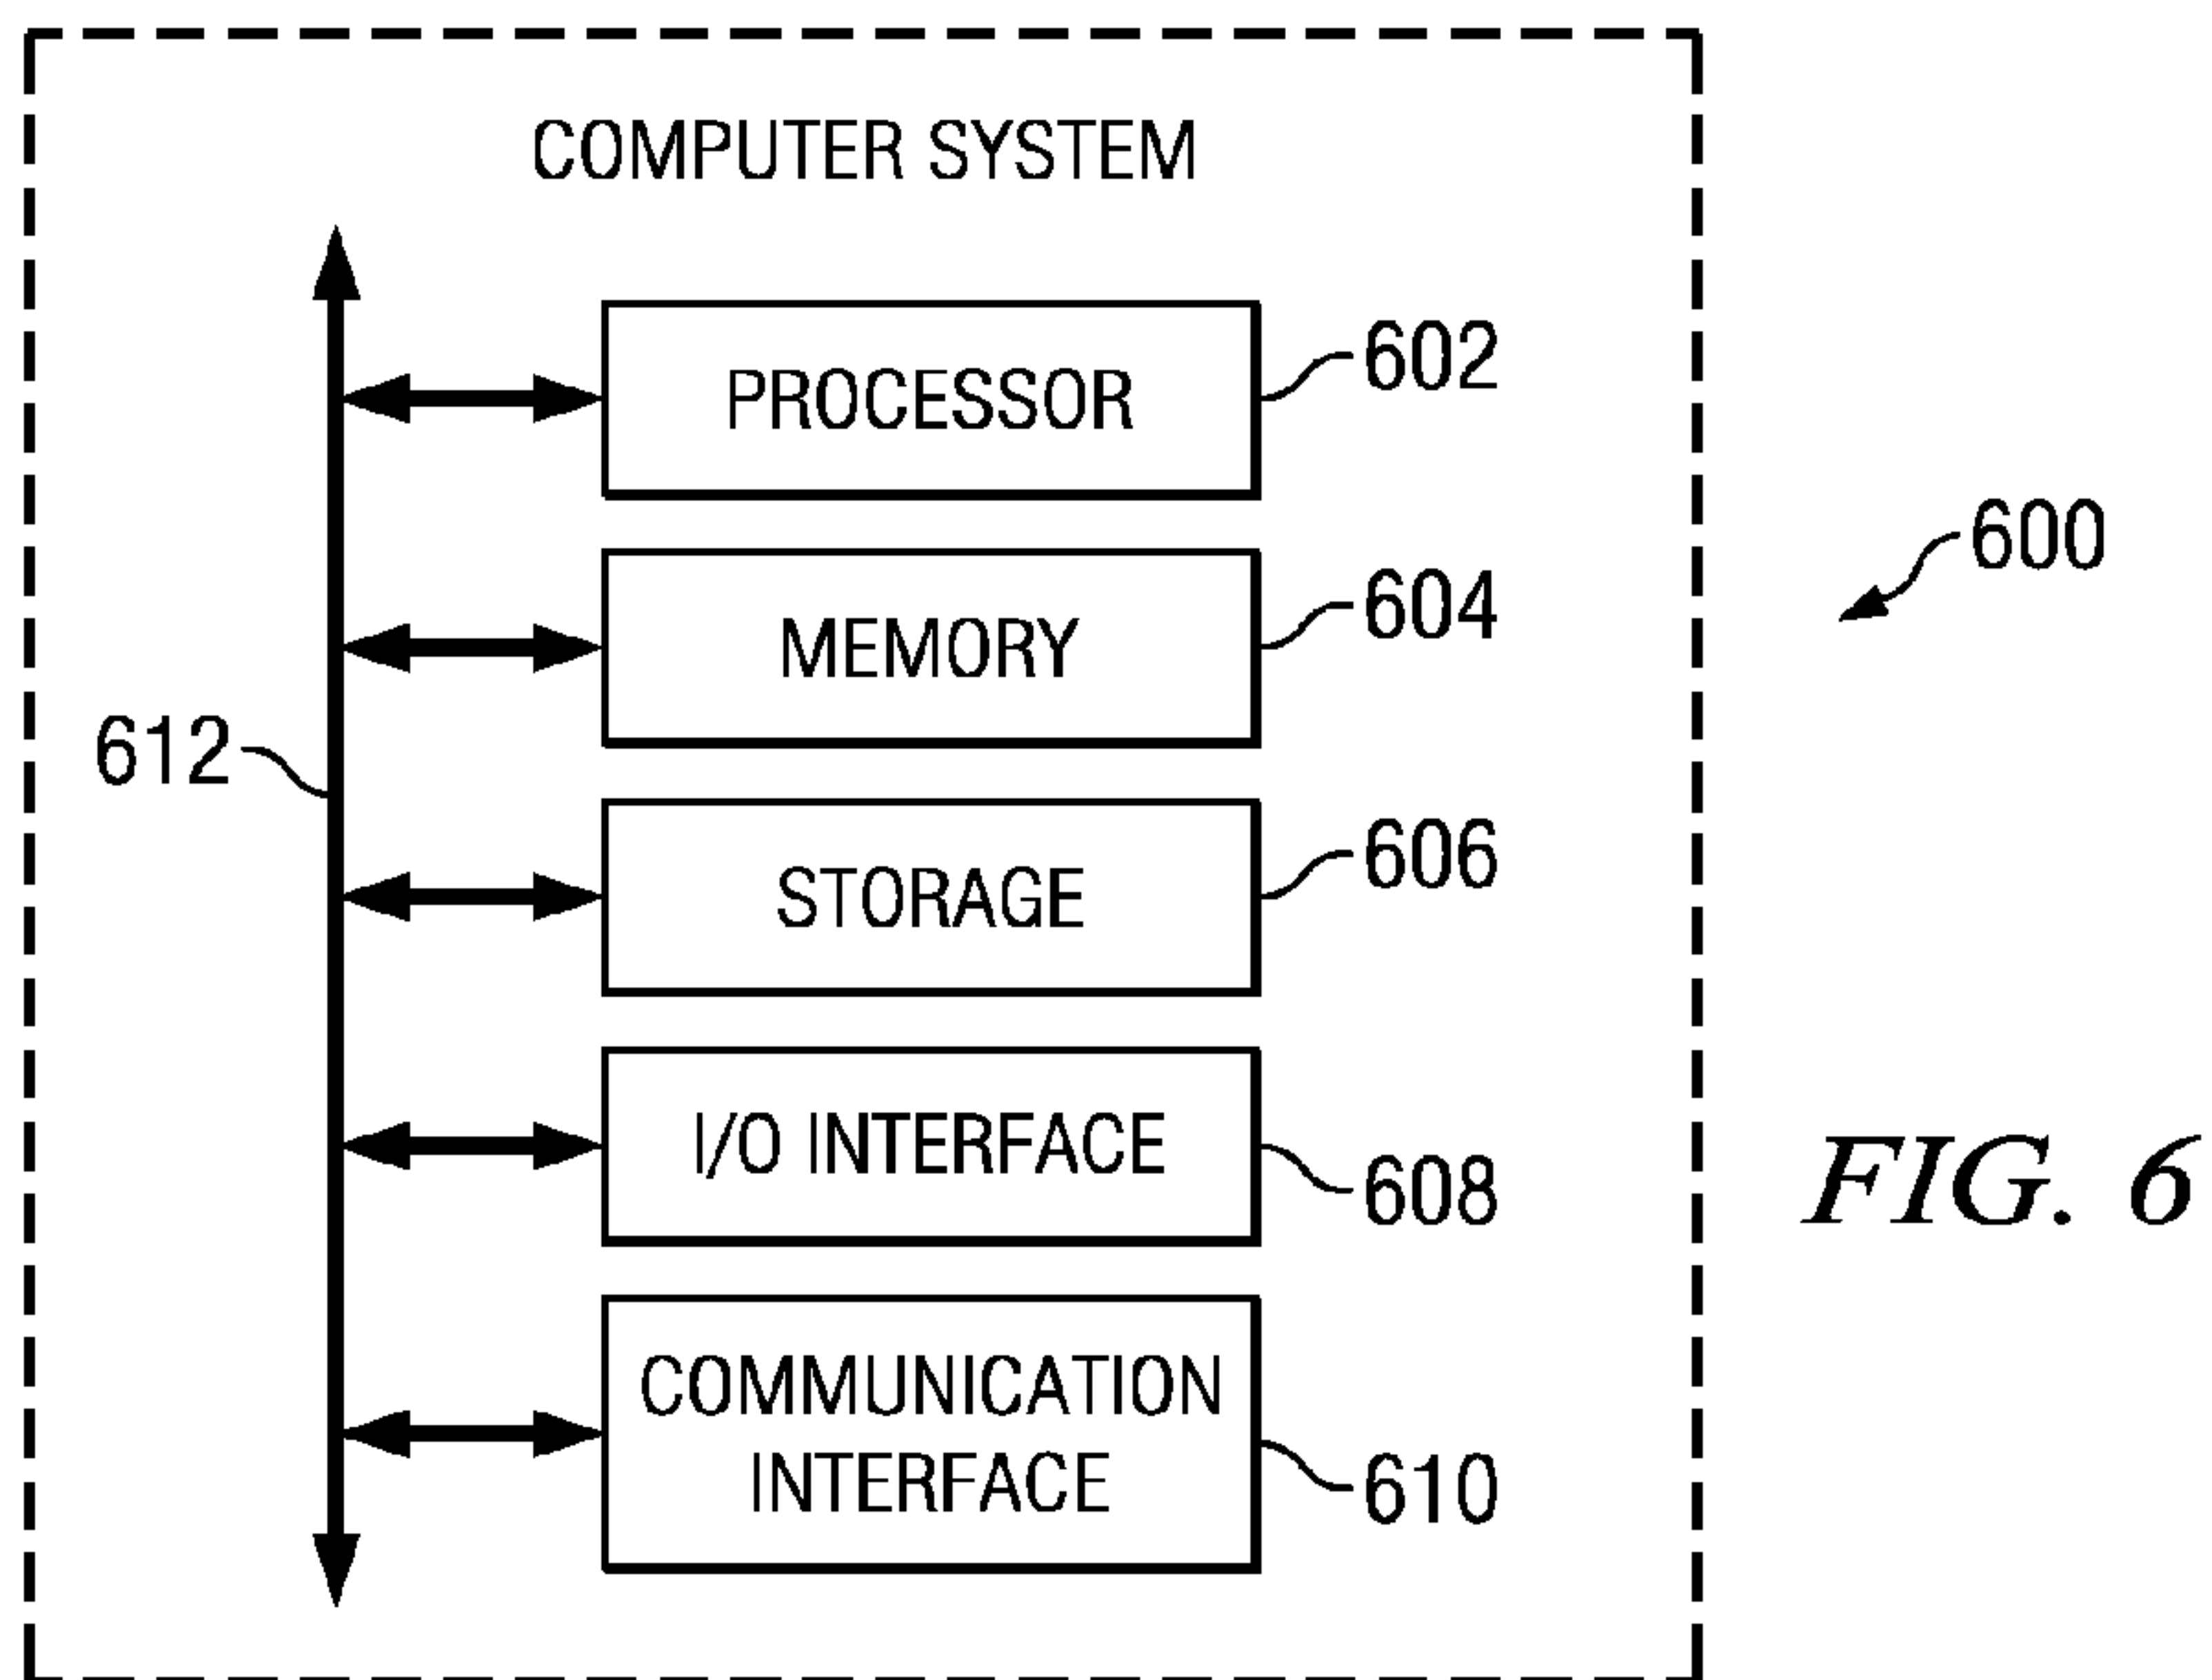 COMPUTER SYSTEM
PROCESSOR
602
MEMORY
604
600
612
STORAGE
606
I/O INTERFACE
608
FIG. 6
COMMUNICATION
INTERFACE
610